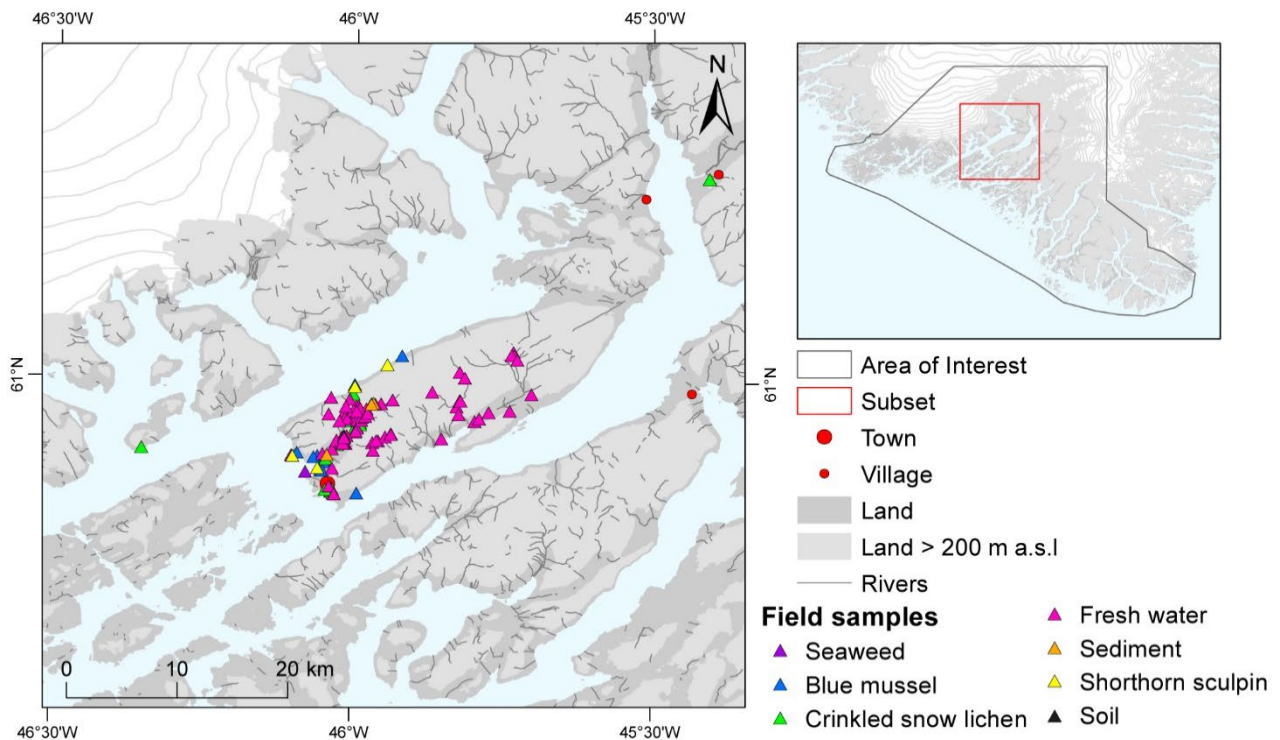 46°30'W 46°W 45°30'W
N
61°N
61°N
0 10 20 km
46°30'W 46°W 45°30'W
Area of Interest
Subset
Town
Village
Land
Land > 200 m a.s.l
Rivers
Field samples
Seaweed
Blue mussel
Crinkled snow lichen
Fresh water
Sediment
Shorthorn sculpin
Soil